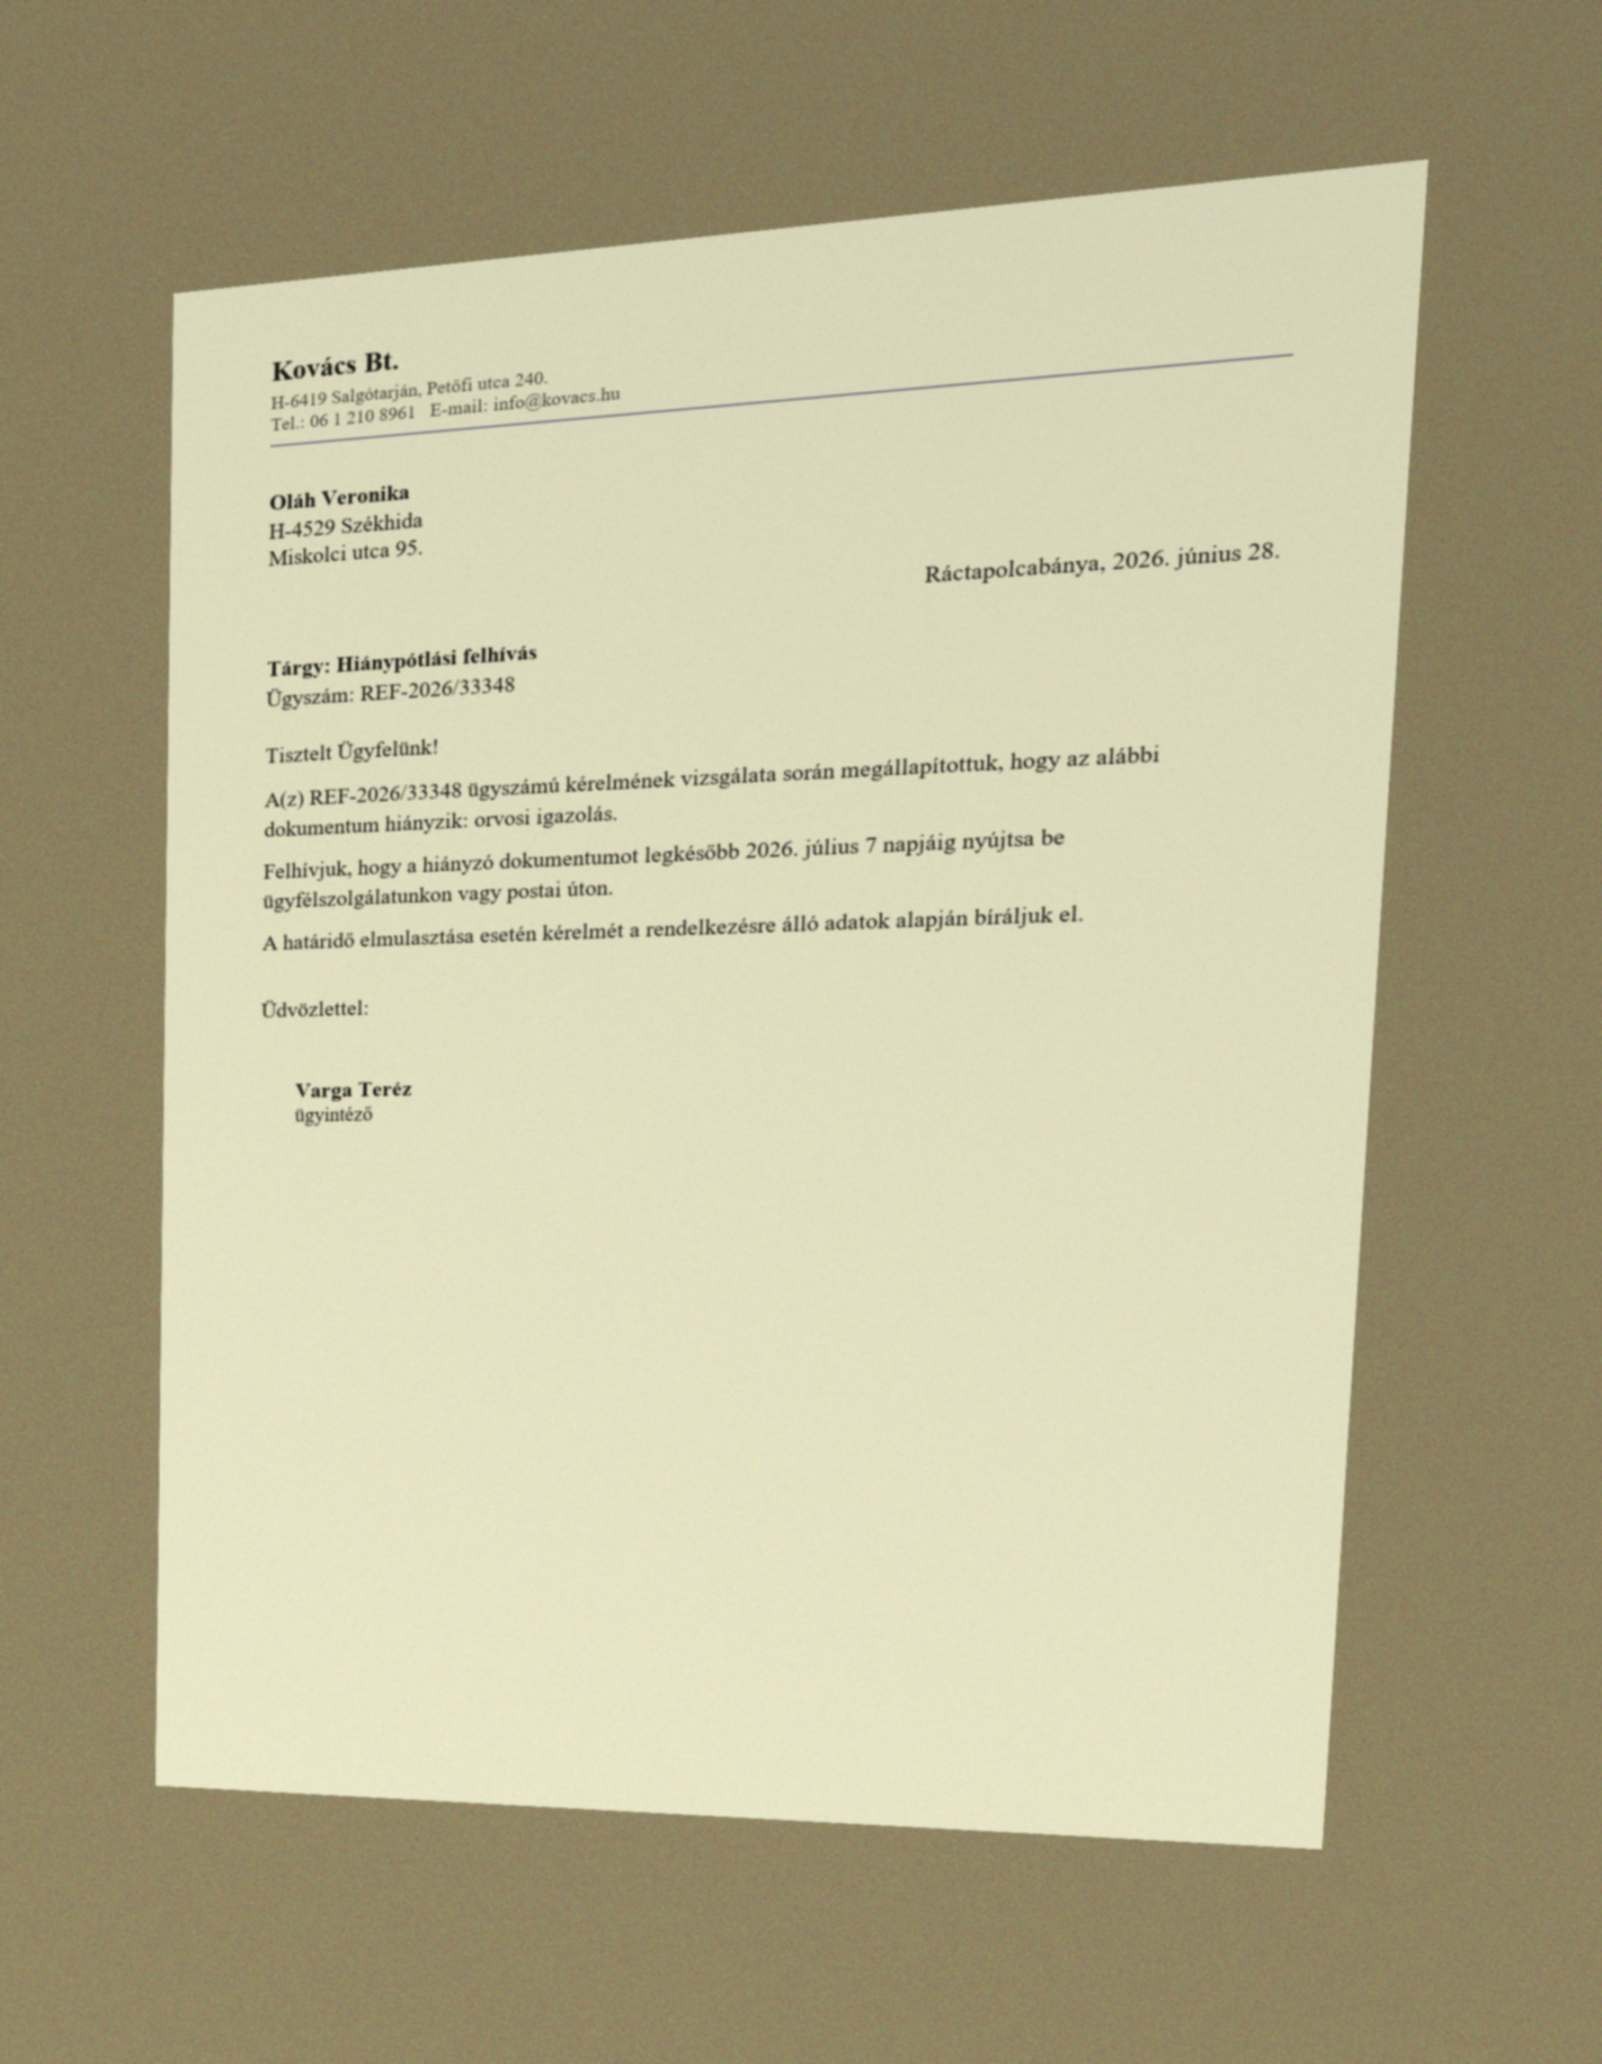 Kovács Bt.
H-6419 Salgótarján, Petőfi utca 240.
Tel.: 06 1 210 8961 E-mail: info@kovacs.hu
Oláh Veronika
H-4529 Székhida
Miskolci utca 95.
Ráctapolcabánya, 2026. június 28.
Tárgy: Hiánypótlási felhívás
Ügyszám: REF-2026/33348
Tisztelt Ügyfelünk!
A(z) REF-2026/33348 ügyszámú kérelmének vizsgálata során megállapítottuk, hogy az alábbi
dokumentum hiányzik: orvosi igazolás.
Felhívjuk, hogy a hiányzó dokumentumot legkésőbb 2026. július 7 napjáig nyújtsa be
ügyfélszolgálatunkon vagy postai úton.
A határidő elmulasztása esetén kérelmét a rendelkezésre álló adatok alapján bíráljuk el.
Üdvözlettel:
Varga Teréz
ügyintéző